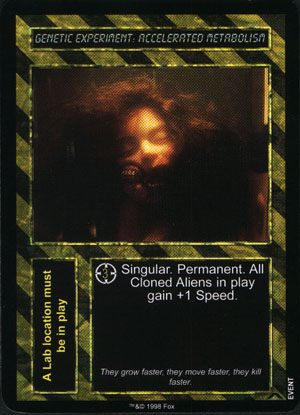 GENETIC EXPERIMENT: ACCELERATED METABOLISM
A Lab location must
be in play
3
Singular. Permanent. All
Cloned Aliens in play
gain +1 Speed.
They grow faster, they move faster, they kill
faster.
EVENT
™&© 1998 Fox